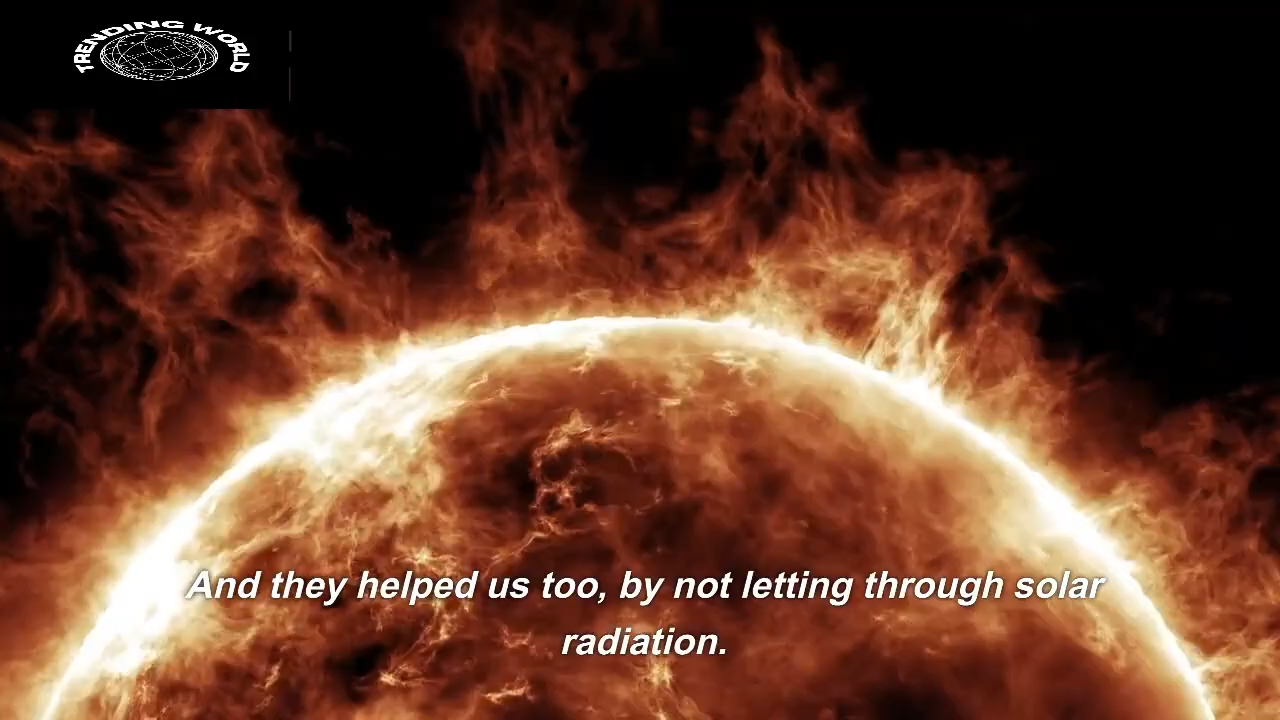 TRENDING WORLD
And they helped us too, by not letting through solar
radiation.